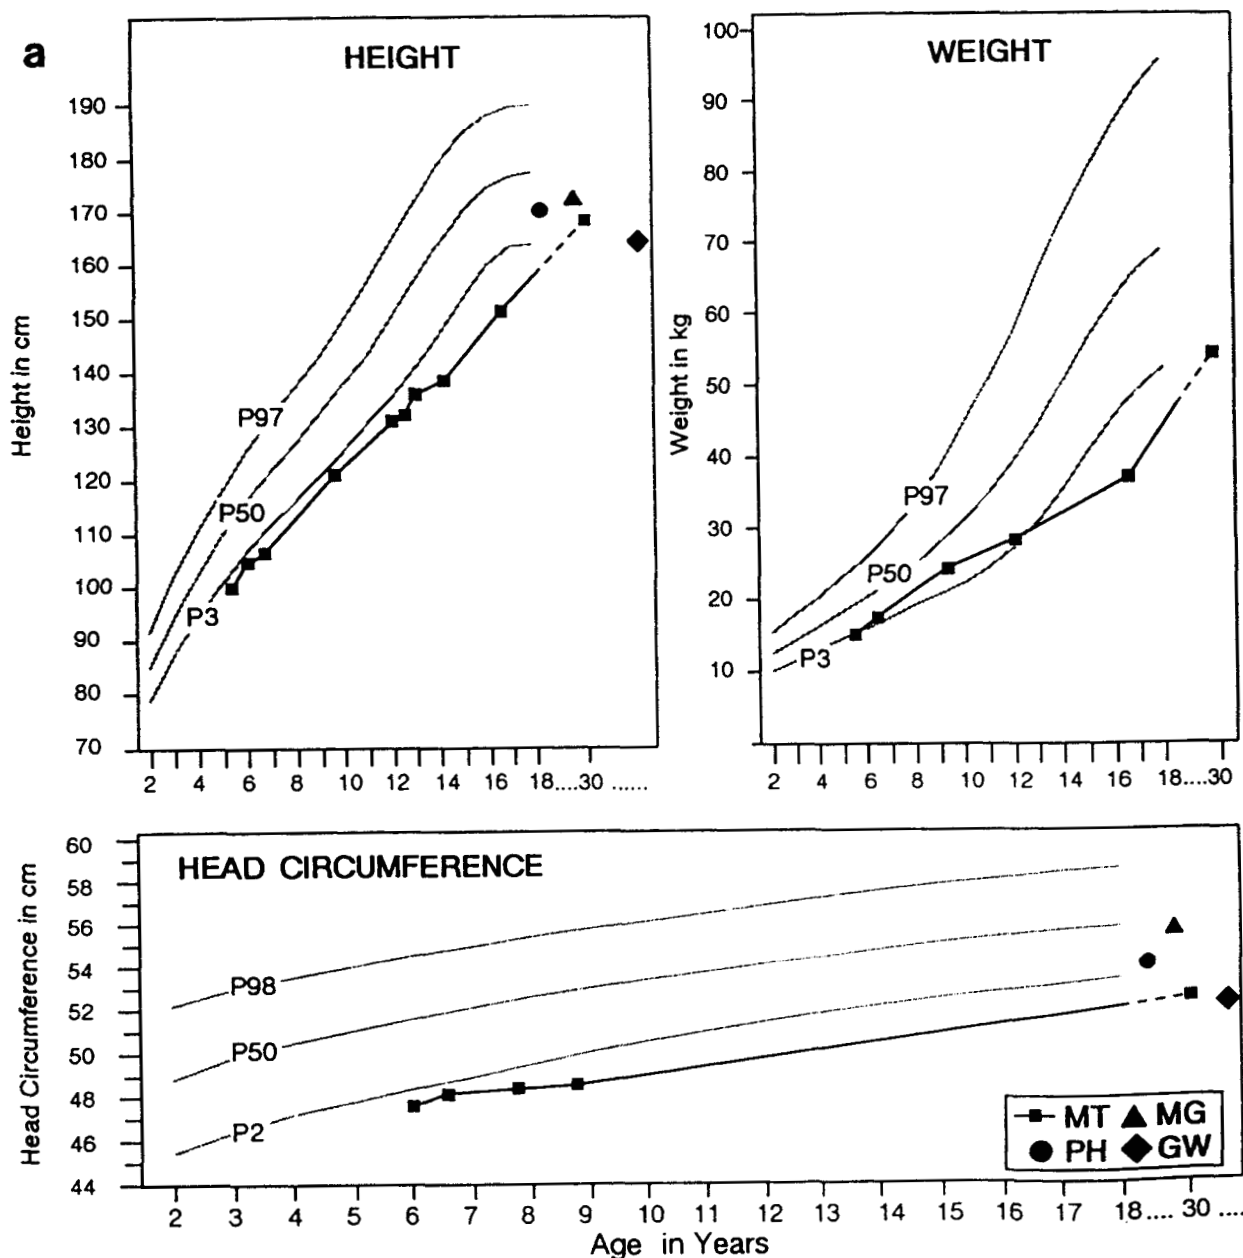 a
HEIGHT
Height in cm
190
180
170
160
150
140
130
120
110
100
90
80
70
P97
P50
P3
2 4 6 8 10 12 14 16 18....30 ......
WEIGHT
Weight in kg
100
90
80
70
60
50
40
30
20
10
P97
P50
P3
2 4 6 8 10 12 14 16 18....30
HEAD CIRCUMFERENCE
Head Circumference in cm
60
58
56
54
52
50
48
46
44
P98
P50
P2
MT MG
PH GW
2 3 4 5 6 7 8 9 10 11 12 13 14 15 16 17 18.... 30 ....
Age in Years